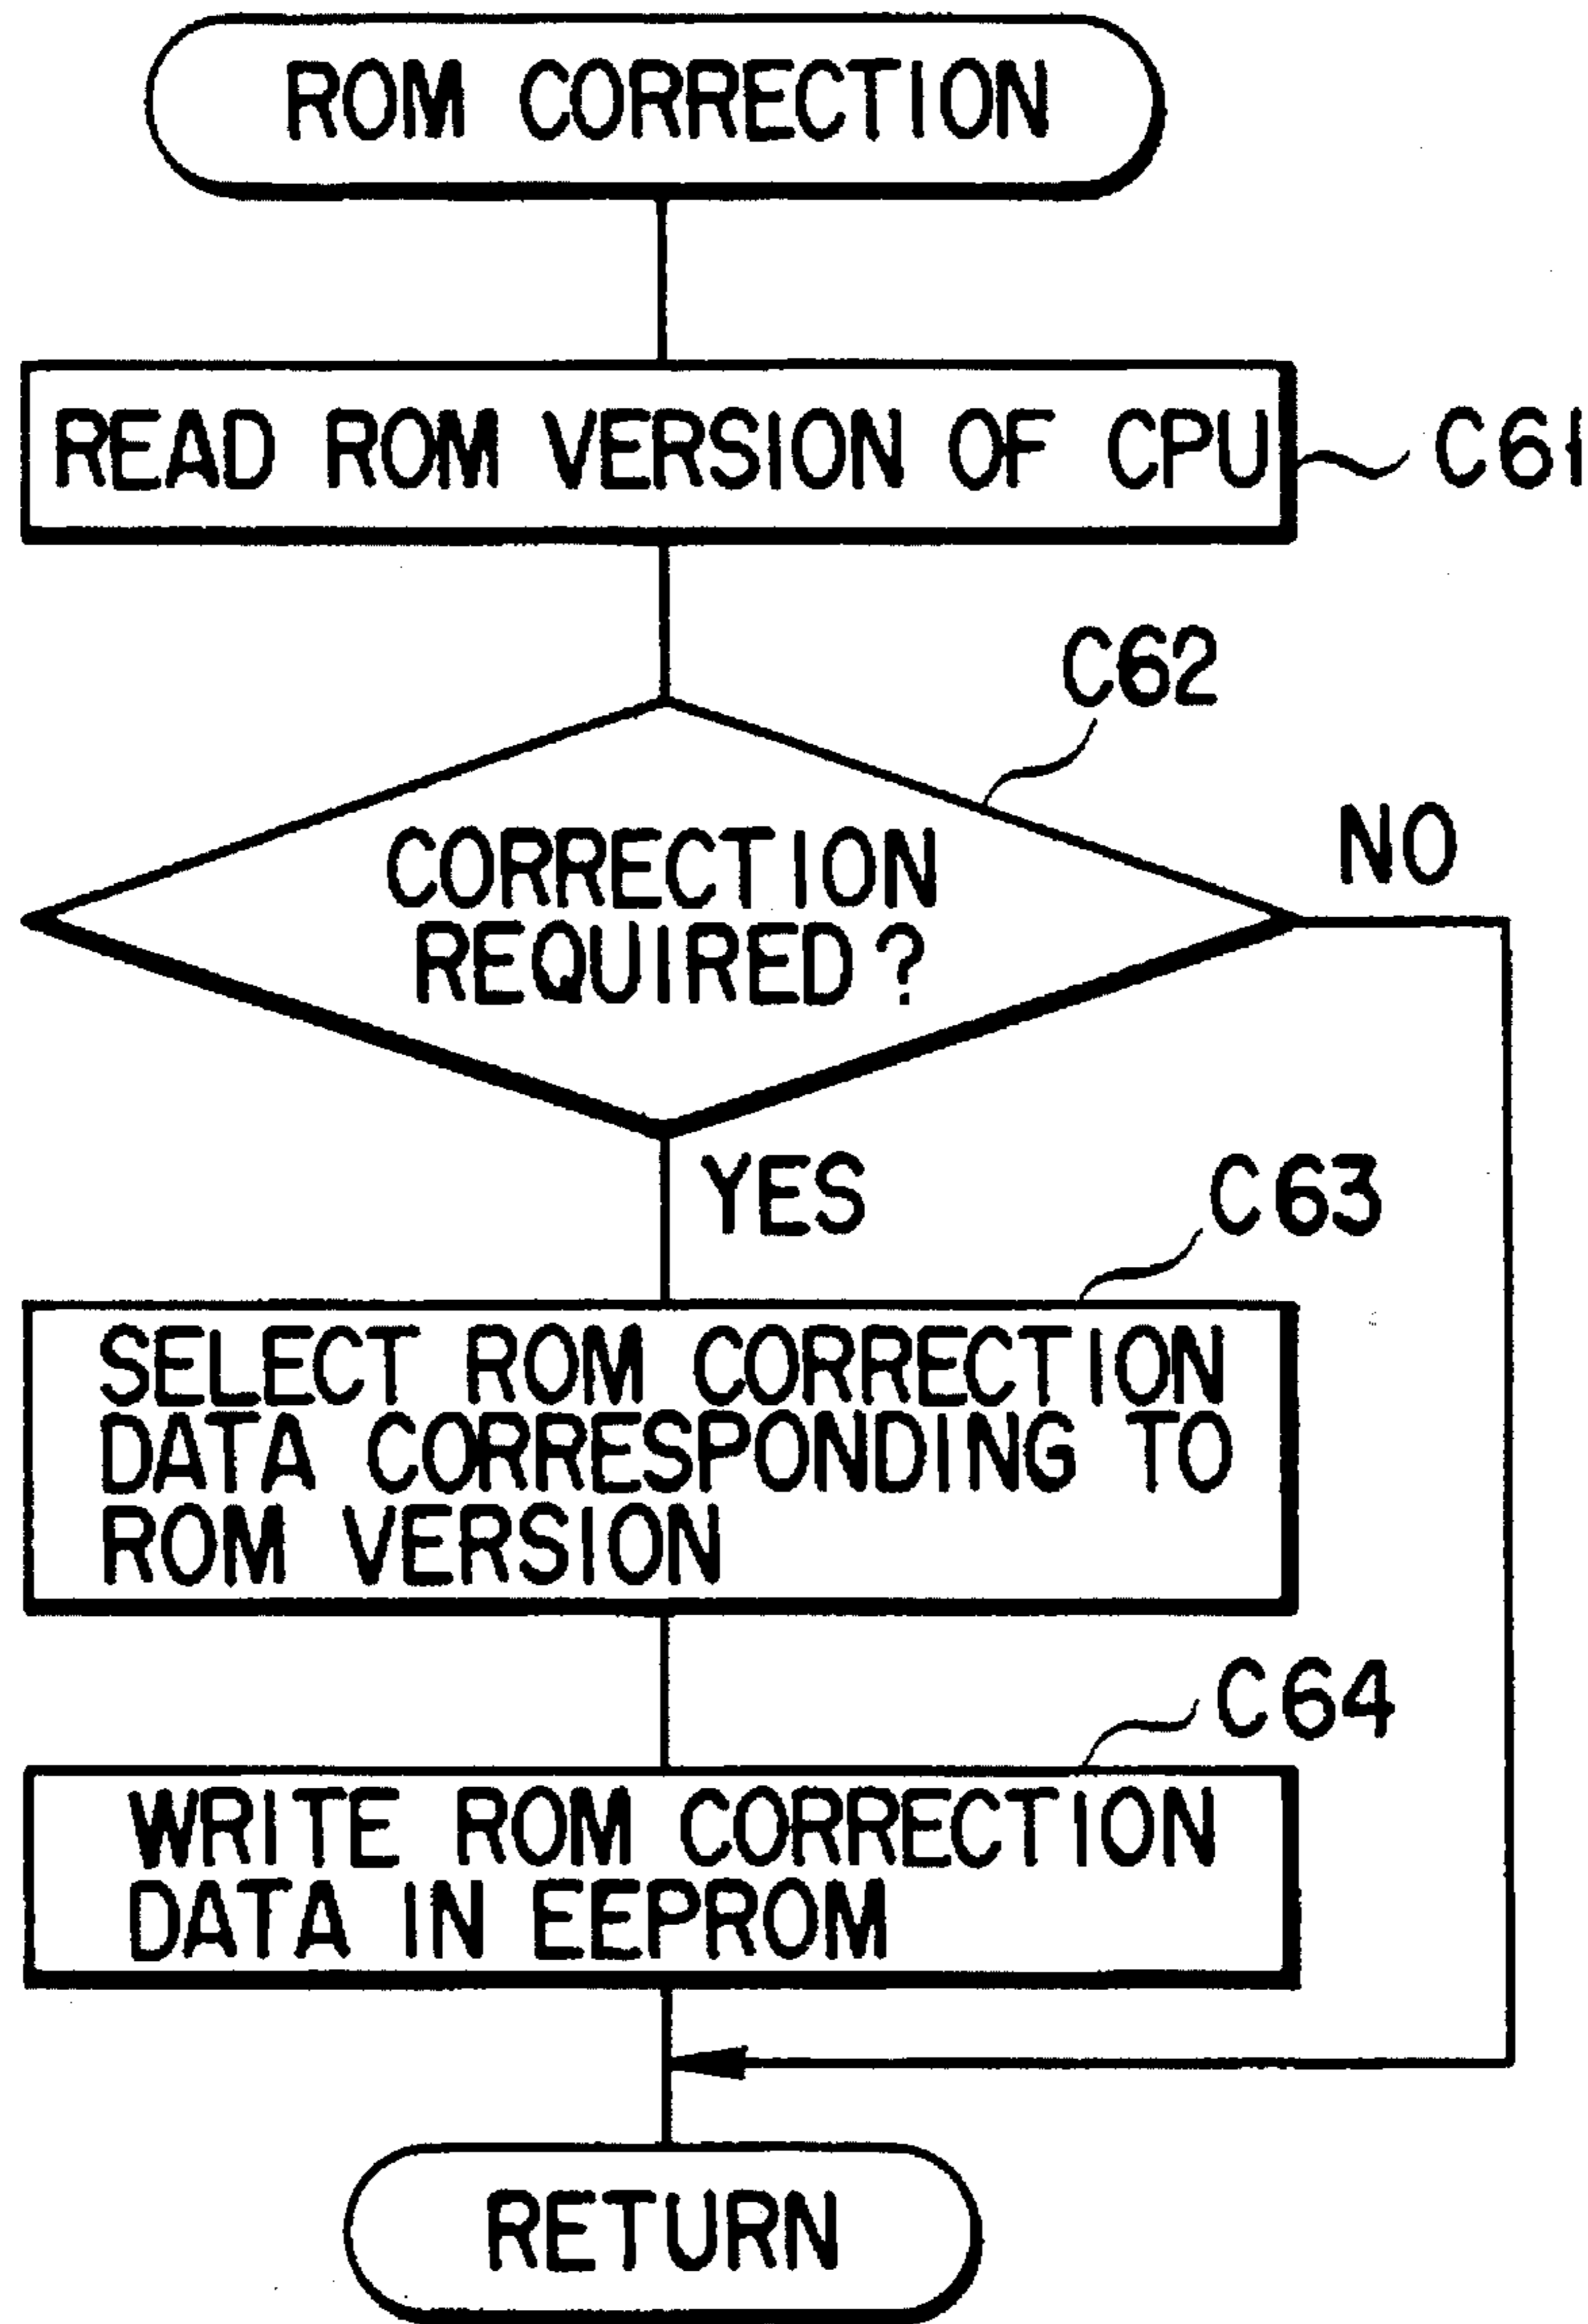 ROM CORRECTION
READ ROM VERSION OF CPU
C61
C62
CORRECTION
REQUIRED?
NO
YES
C63
SELECT ROM CORRECTION
DATA CORRESPONDING TO
ROM VERSION
C64
WRITE ROM CORRECTION
DATA IN EEPROM
RETURN